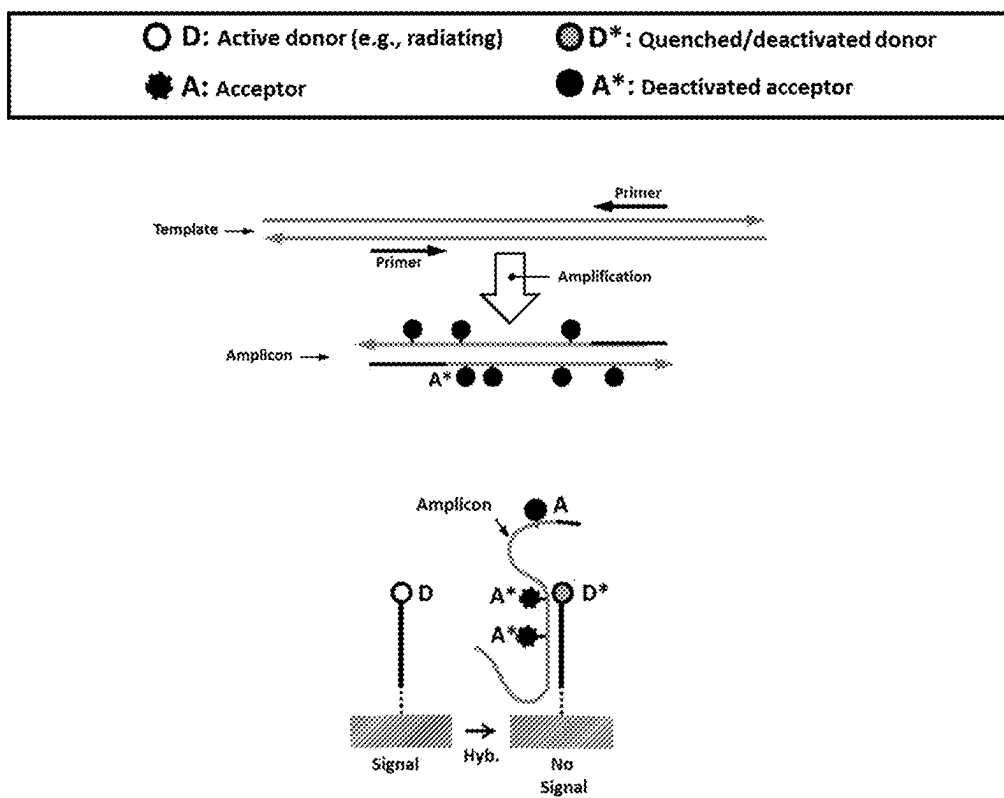 D: Active donor (e.g., radiating)
D*: Quenched/deactivated donor
A: Acceptor
A*: Deactivated acceptor
Primer
Template
Primer
Amplification
Amplicon
A*
Amplicon
A
D
A*
D*
A*
Signal
Hyb.
No
Signal